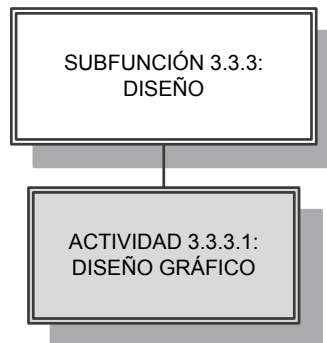 SUBFUNCIÓN 3.3.3:
DISEÑO
ACTIVIDAD 3.3.3.1:
DISEÑO GRÁFICO